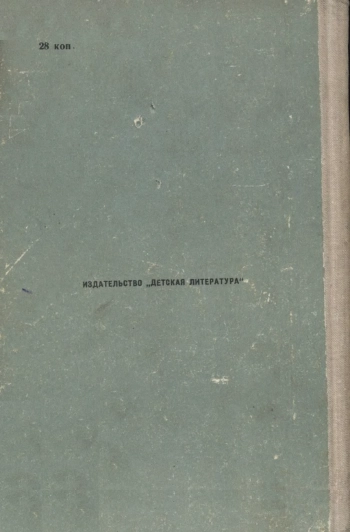 28 коп.
ИЗДАТЕЛЬСТВО „ДЕТСКАЯ ЛИТЕРАТУРА“